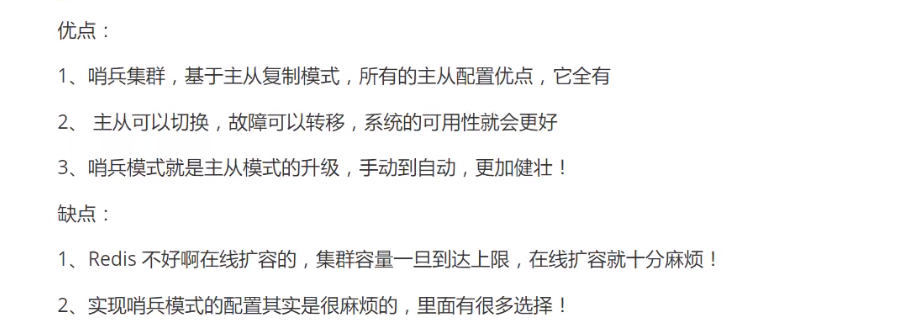 优点：
1、哨兵集群，基于主从复制模式，所有的主从配置优点，它全有
2、 主从可以切换，故障可以转移，系统的可用性就会更好
3、哨兵模式就是主从模式的升级，手动到自动，更加健壮！
缺点：
1、Redis 不好啊在线扩容的，集群容量一旦到达上限，在线扩容就十分麻烦！
2、实现哨兵模式的配置其实是很麻烦的，里面有很多选择！